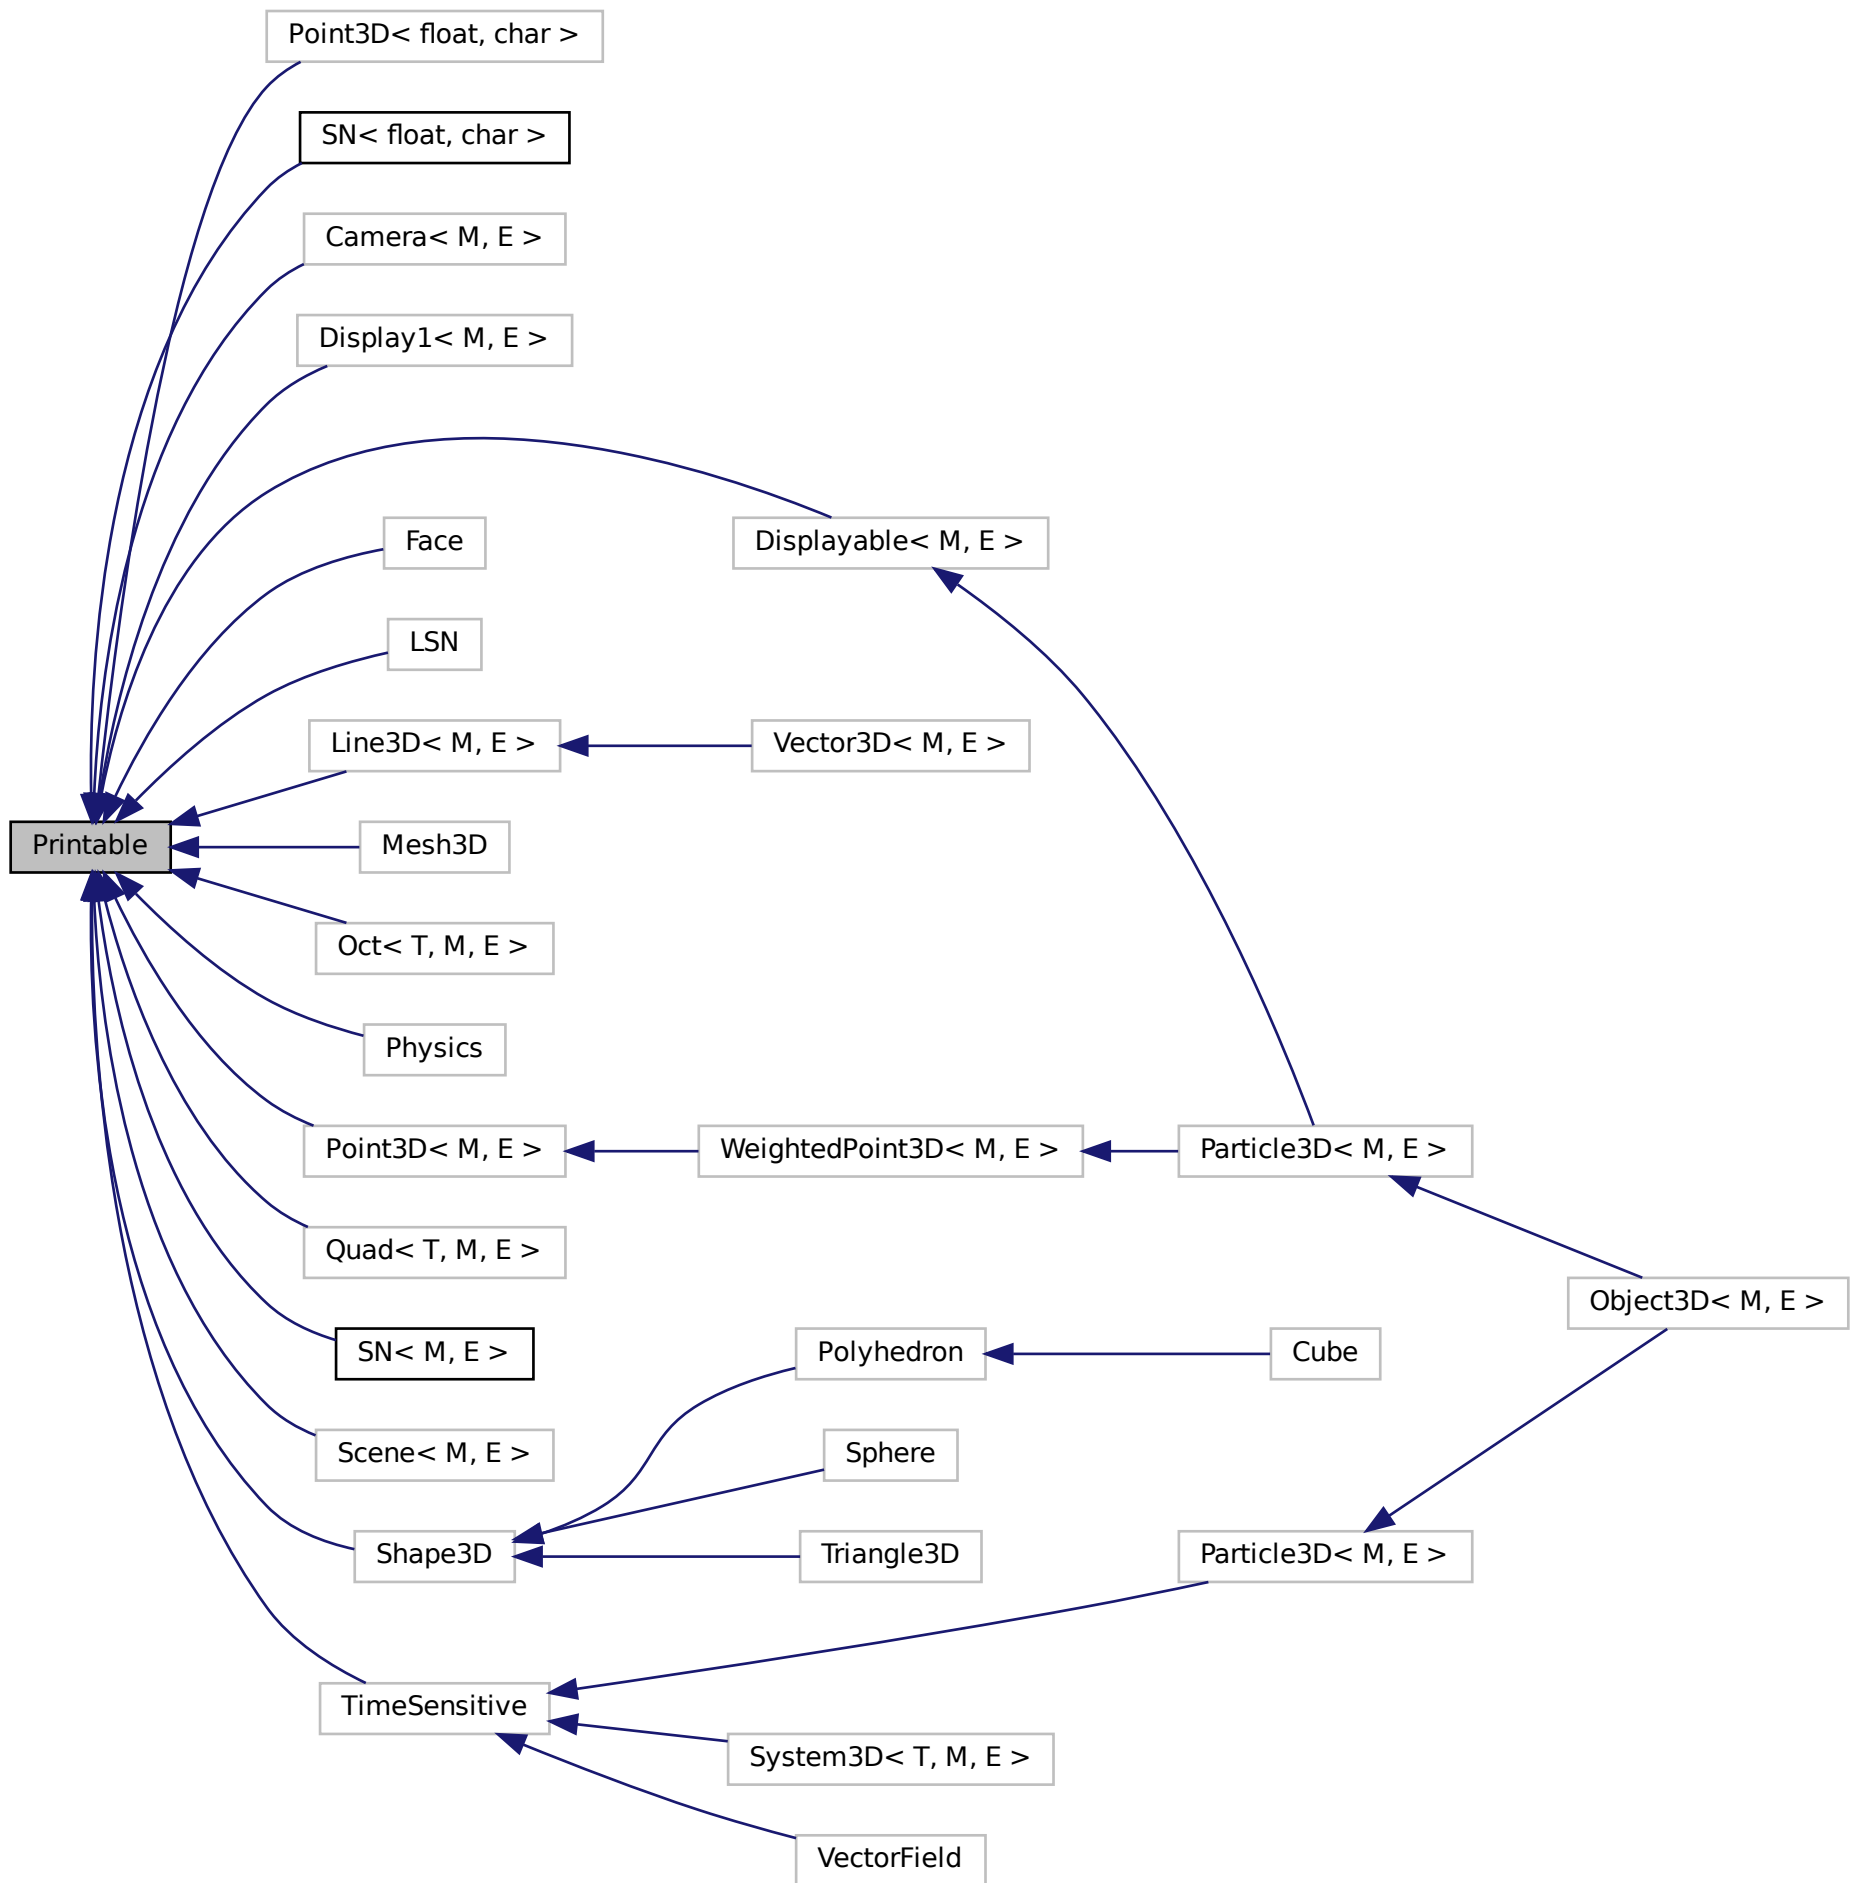 Point3D< float, char >
SN< float, char >
Camera< M, E >
Display1< M, E >
Displayable< M, E >
Face
LSN
Line3D< M, E >
Vector3D< M, E >
Printable
Mesh3D
Oct< T, M, E >
Physics
Point3D< M, E >
WeightedPoint3D< M, E >
Particle3D< M, E >
Quad< T, M, E >
Object3D< M, E >
SN< M, E >
Polyhedron
Cube
Scene< M, E >
Sphere
Shape3D
Triangle3D
Particle3D< M, E >
TimeSensitive
System3D< T, M, E >
VectorField